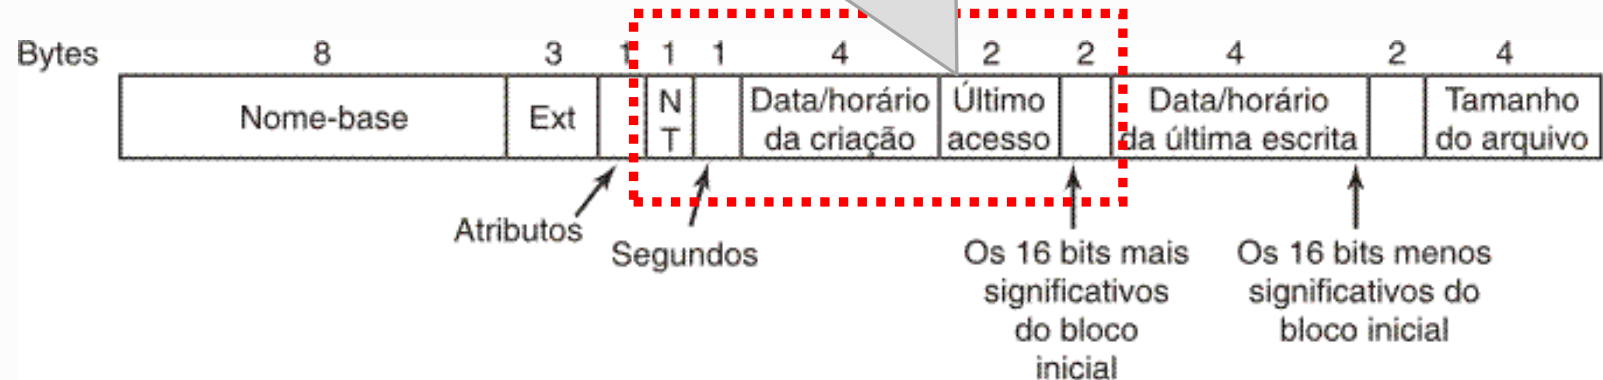 Bytes 8 3 1 1 1 4 2 2 4 2 4
Nome-base Ext N T Data/horário da criação Último acesso Data/horário da última escrita Tamanho do arquivo
Atributos
Segundos
Os 16 bits mais
significativos
do bloco
inicial
Os 16 bits menos
significativos do
bloco inicial